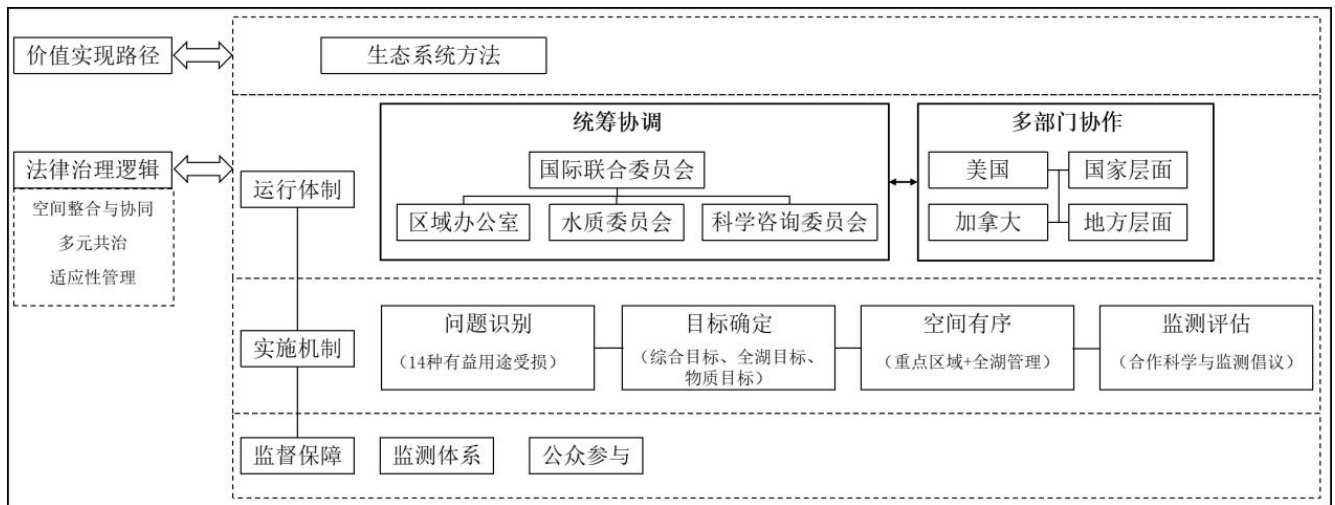 价值实现路径
生态系统方法
法律治理逻辑
空间整合与协同
多元共治
适应性管理
运行体制
统筹协调
国际联合委员会
区域办公室
水质委员会
科学咨询委员会
多部门协作
美国
国家层面
加拿大
地方层面
实施机制
问题识别
（14种有益用途受损）
目标确定
（综合目标、全湖目标、
物质目标）
空间有序
（重点区域+全湖管理）
监测评估
（合作科学与监测倡议）
监督保障
监测体系
公众参与